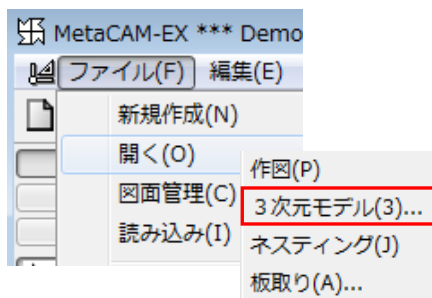 MetaCAM-EX *** Demo
ファイル(F) 編集(E)
新規作成(N)
開く(O)
作図(P)
図面管理(C)
3次元モデル(3)...
読み込み(I)
ネスティング(J)
板取り(A)...